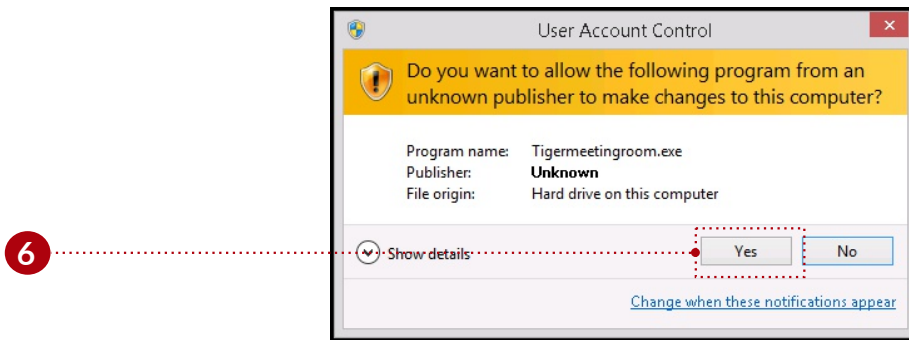 User Account Control
Do you want to allow the following program from an
unknown publisher to make changes to this computer?
Program name: Tigermeetingroom.exe
Publisher: Unknown
File origin: Hard drive on this computer
6 Show details Yes No
Change when these notifications appear